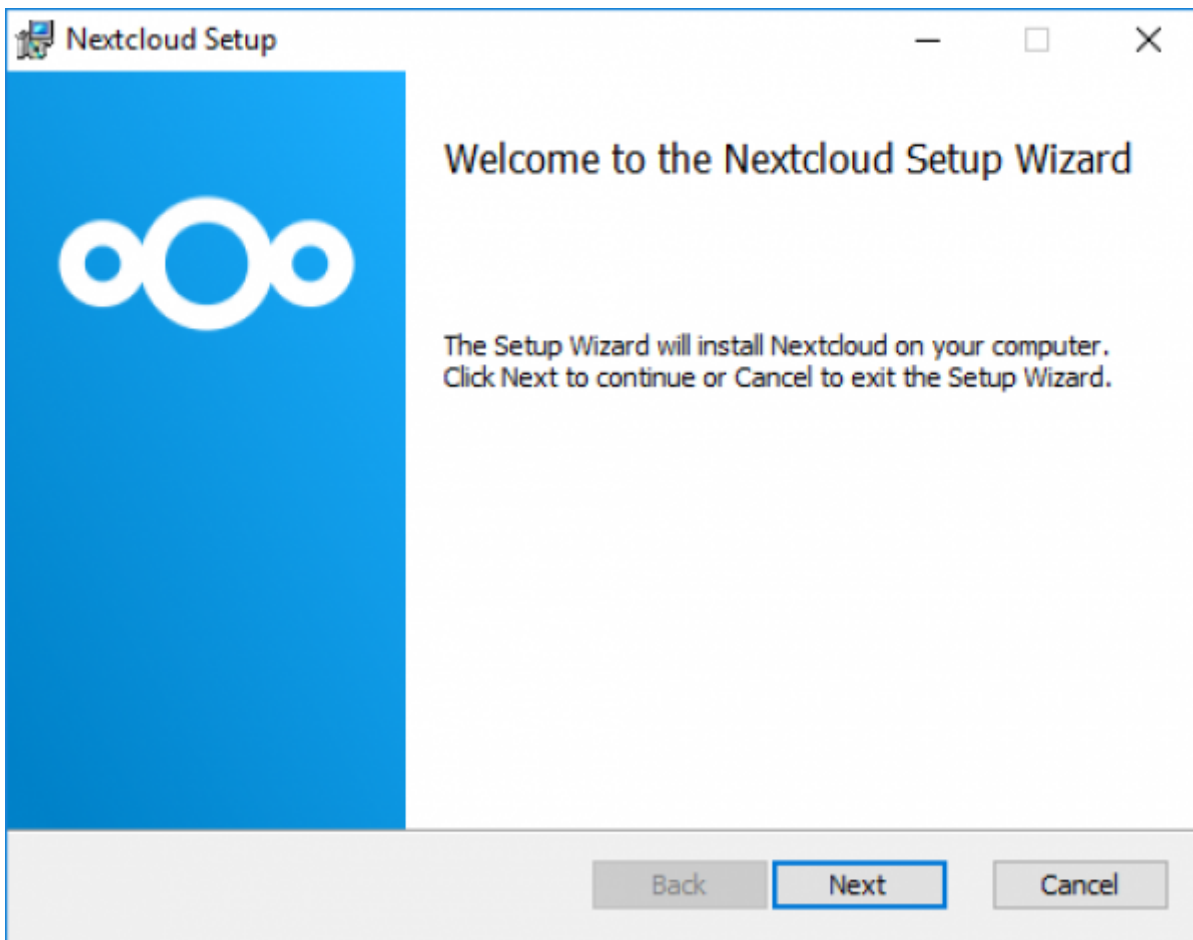 Nextcloud Setup
Welcome to the Nextcloud Setup Wizard
The Setup Wizard will install Nextcloud on your computer.
Click Next to continue or Cancel to exit the Setup Wizard.
Back Next Cancel